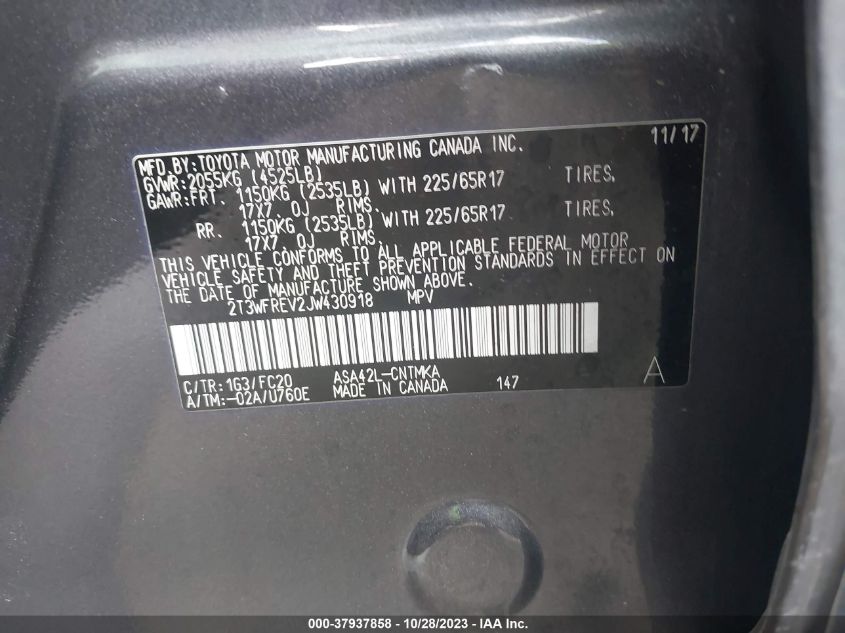 MFD.BY:TOYOTA MOTOR MANUFACTURING CANADA INC. 11/17
GVWR:2055KG (4525LB)
GAWR:FRT. 1150KG (2535LB) WITH 225/65R17 TIRES,
17X7.0J RIMS.
RR. 1150KG (2535LB) WITH 225/65R17 TIRES,
17X7.0J RIMS.
THIS VEHICLE CONFORMS TO ALL APPLICABLE FEDERAL MOTOR
VEHICLE SAFETY AND THEFT PREVENTION STANDARDS IN EFFECT ON
THE DATE OF MANUFACTURE SHOWN ABOVE.
2T3WFREV2JW430918 MPV
C/TR:1G3/FC20 ASA42L-CNTMKA A
A/TM:-02A/U760E MADE IN CANADA 147
000-37937858 - 10/28/2023 - IAA Inc.